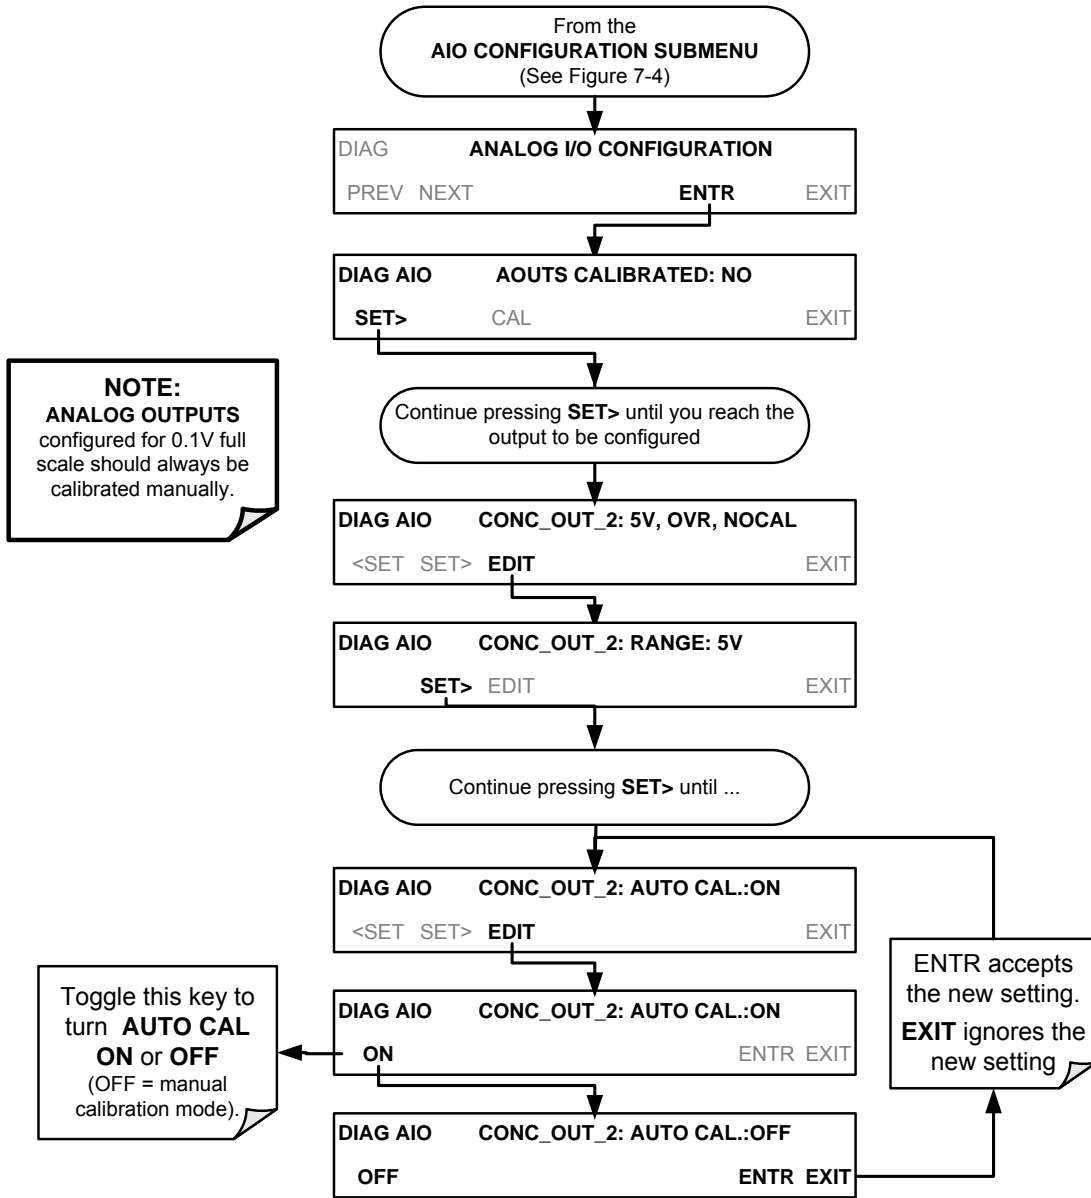 From the
AIO CONFIGURATION SUBMENU
(See Figure 7-4)
DIAG ANALOG I/O CONFIGURATION
PREV NEXT ENTR EXIT
DIAG AIO AOUTS CALIBRATED: NO
SET> CAL EXIT
NOTE:
ANALOG OUTPUTS
configured for 0.1V full
scale should always be
calibrated manually.
Continue pressing SET> until you reach the
output to be configured
DIAG AIO CONC_OUT_2: 5V, OVR, NOCAL
<SET SET> EDIT EXIT
DIAG AIO CONC_OUT_2: RANGE: 5V
SET> EDIT EXIT
Continue pressing SET> until ...
DIAG AIO CONC_OUT_2: AUTO CAL.:ON
<SET SET> EDIT EXIT
Toggle this key to
turn AUTO CAL
ON or OFF
(OFF = manual
calibration mode).
DIAG AIO CONC_OUT_2: AUTO CAL.:ON
ON ENTR EXIT
ENTR accepts
the new setting.
EXIT ignores the
new setting
DIAG AIO CONC_OUT_2: AUTO CAL.:OFF
OFF ENTR EXIT